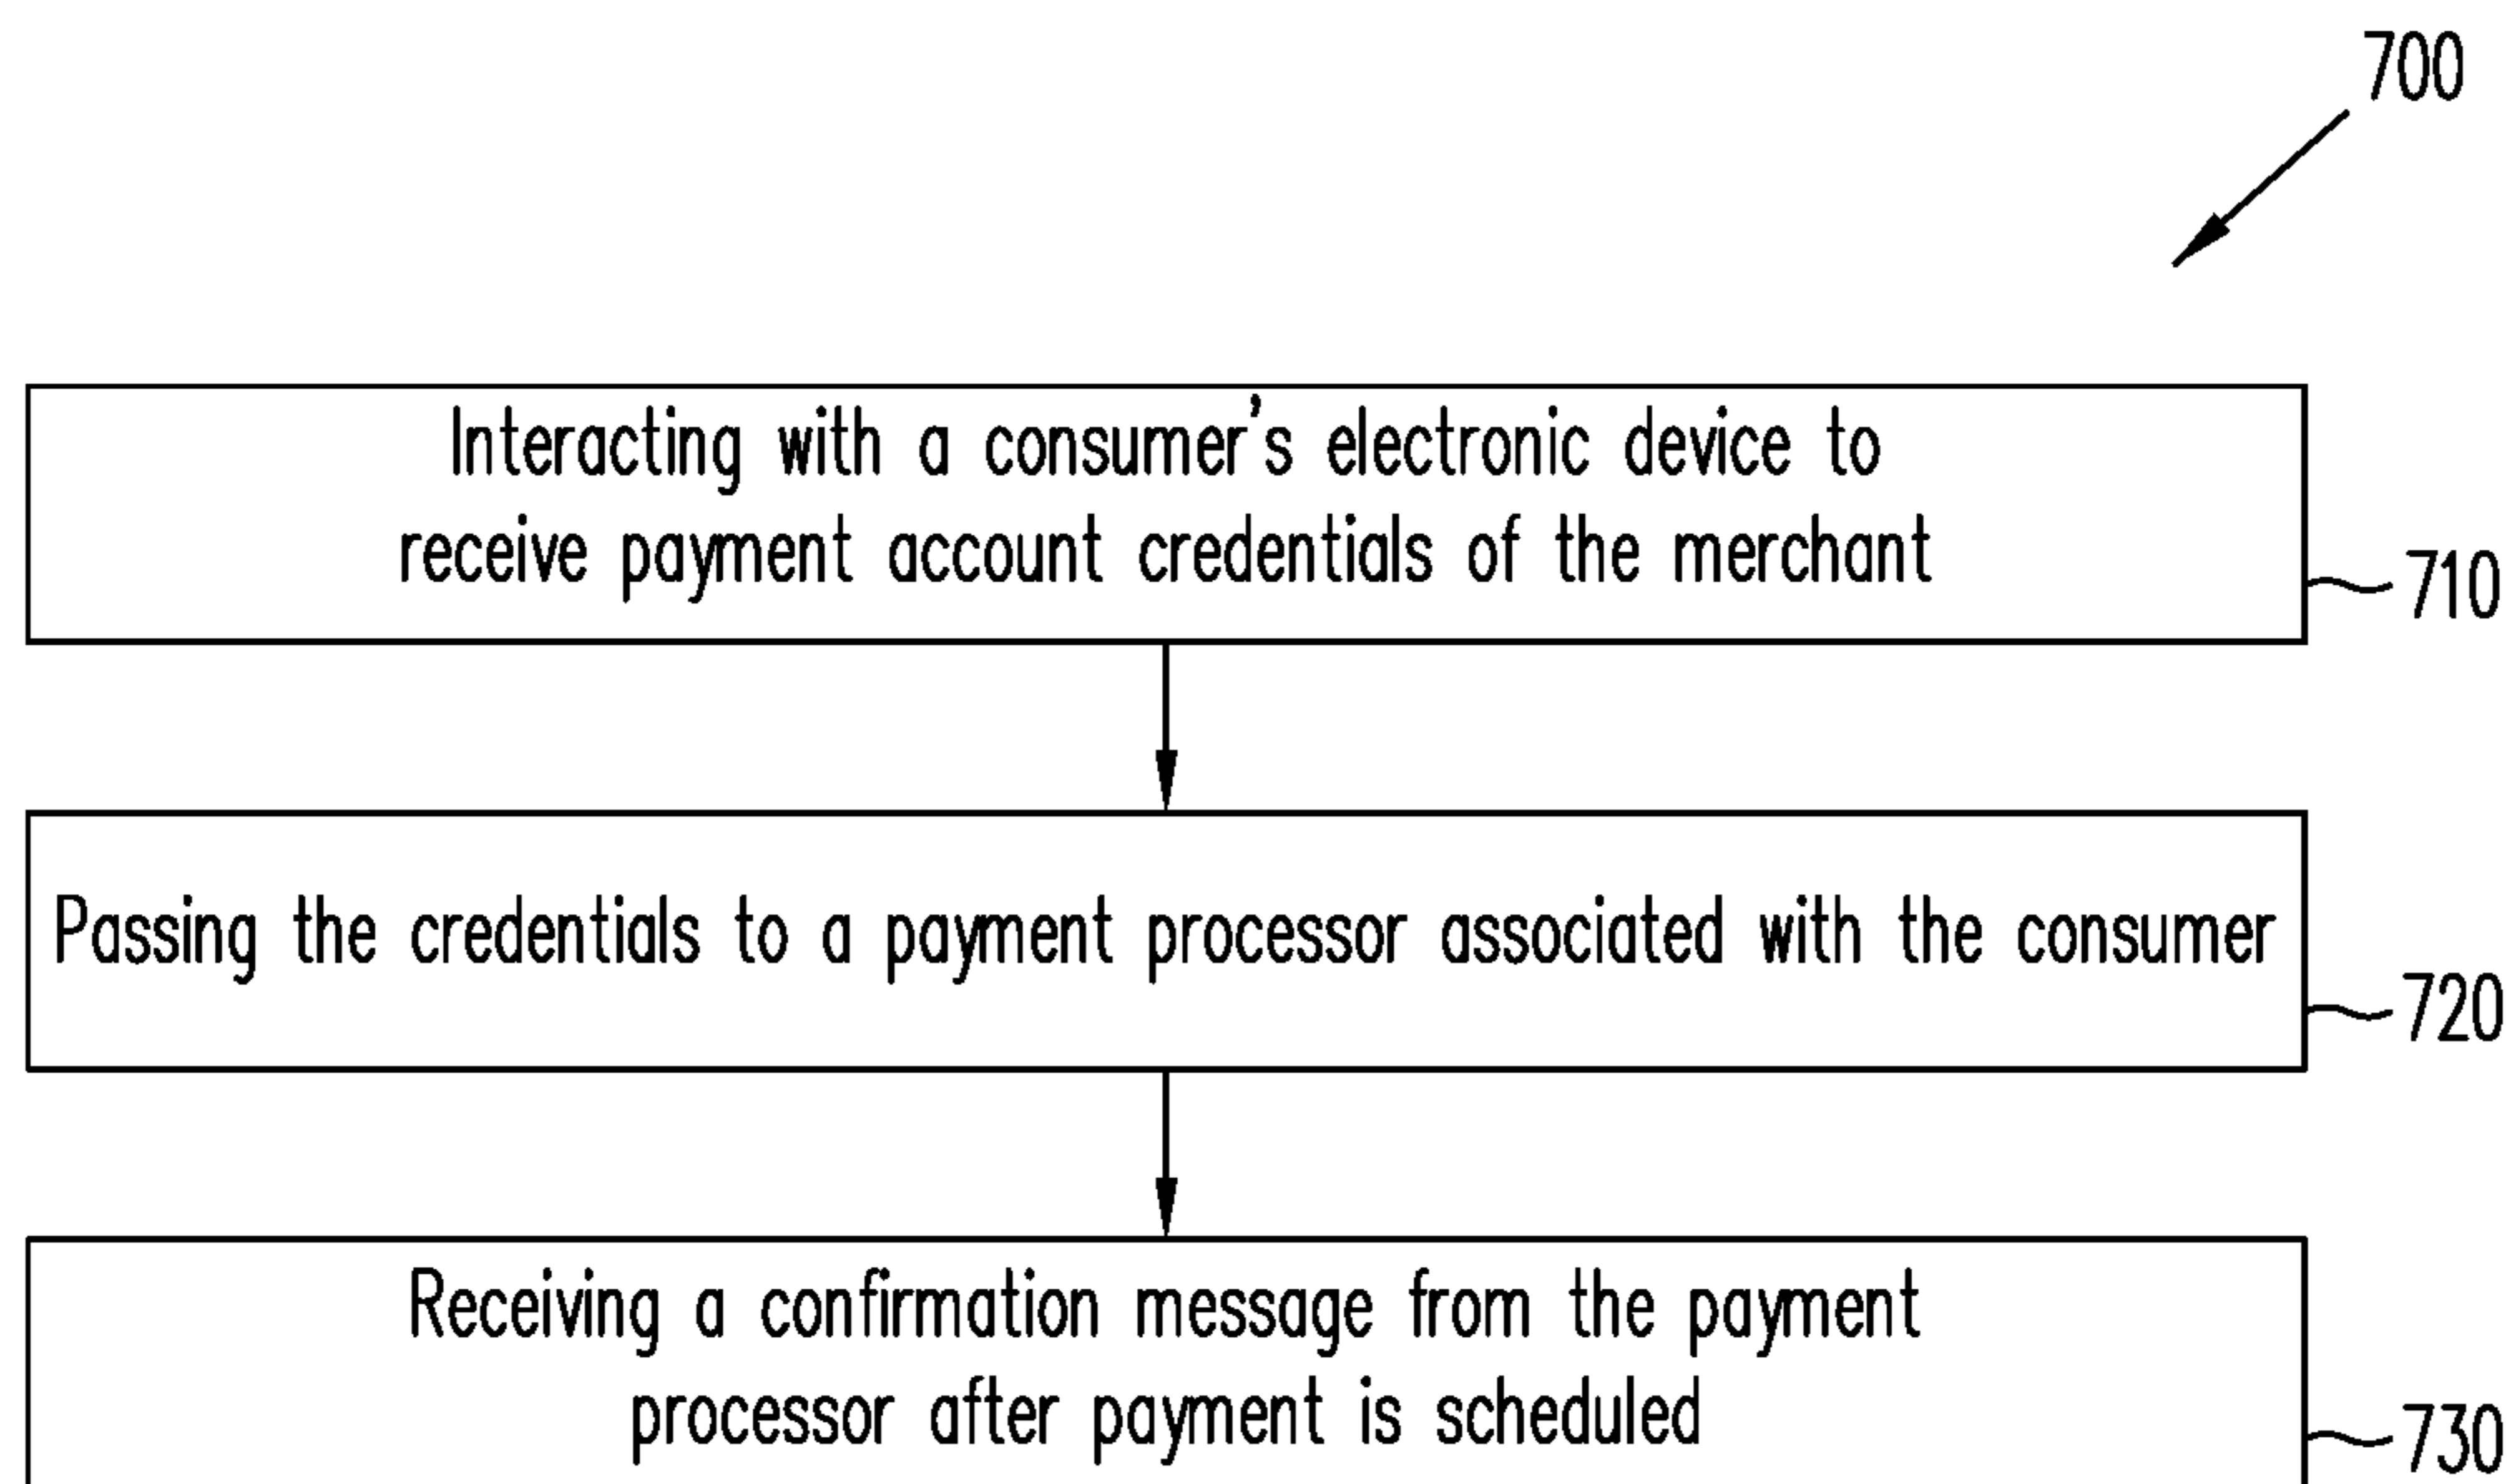 700
Interacting with a consumer's electronic device to
receive payment account credentials of the merchant
710
Passing the credentials to a payment processor associated with the consumer
720
Receiving a confirmation message from the payment
processor after payment is scheduled
730